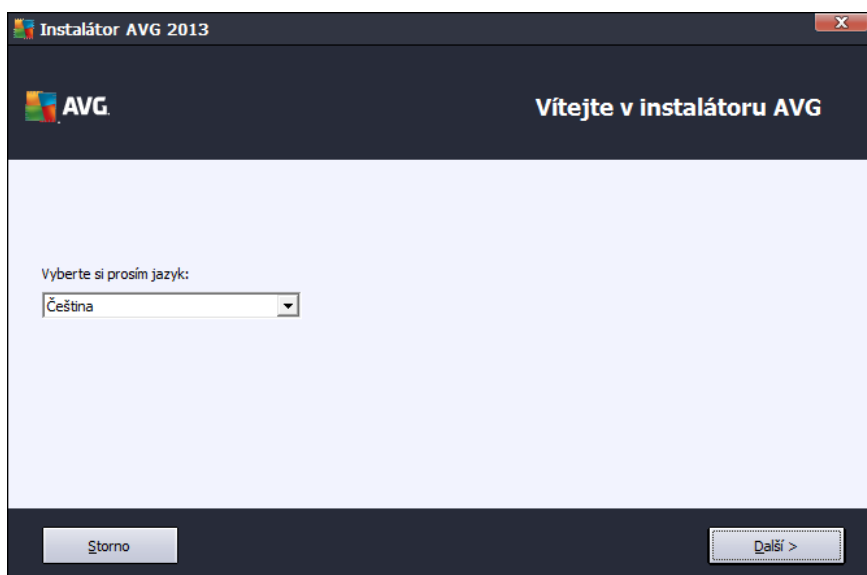 Instalátor AVG 2013
AVG.
Vítejte v instalátoru AVG
Vyberte si prosím jazyk:
Čeština
Storno
Další >